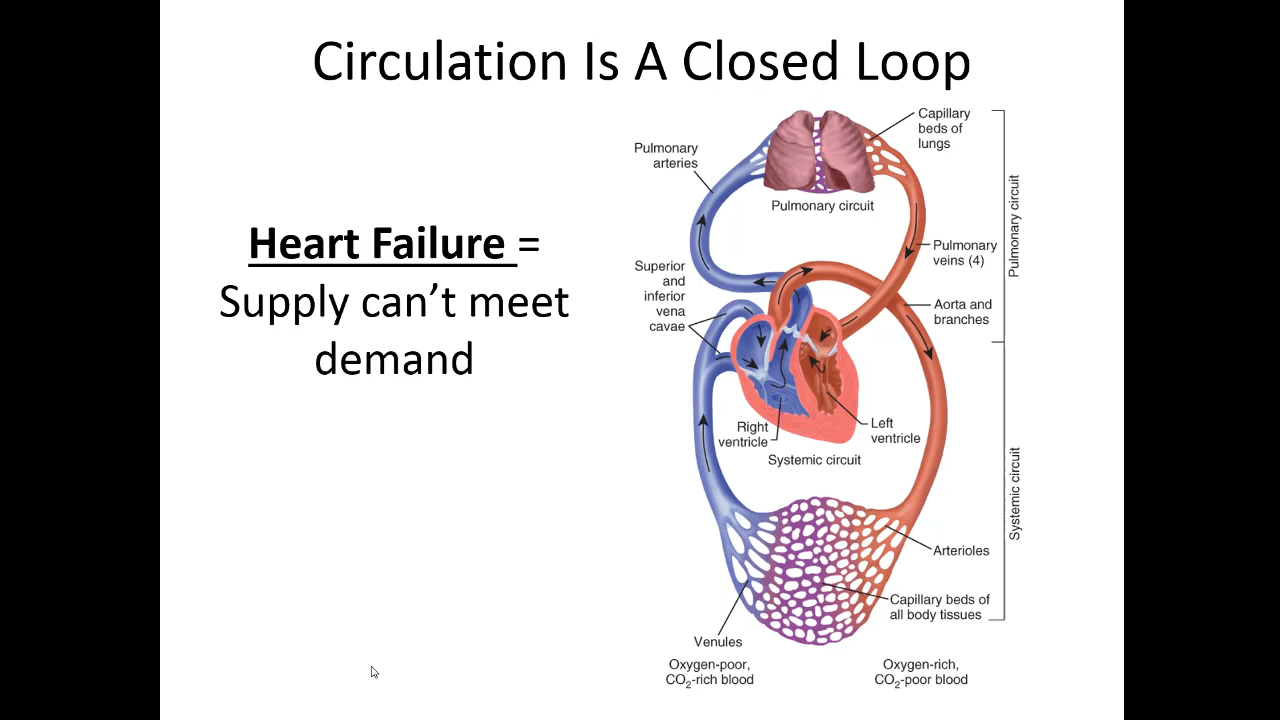 Circulation Is A Closed Loop
Heart Failure =
Supply can’t meet
demand
Capillary
beds of
lungs
Pulmonary
arteries
Pulmonary circuit
Pulmonary circuit
Pulmonary
veins (4)
Superior
and
inferior
vena
cavae
Aorta and
branches
Right
ventricle
Left
ventricle
Systemic circuit
Systemic circuit
Arterioles
Capillary beds of
all body tissues
Venules
Oxygen-poor,
CO₂-rich blood
Oxygen-rich,
CO₂-poor blood